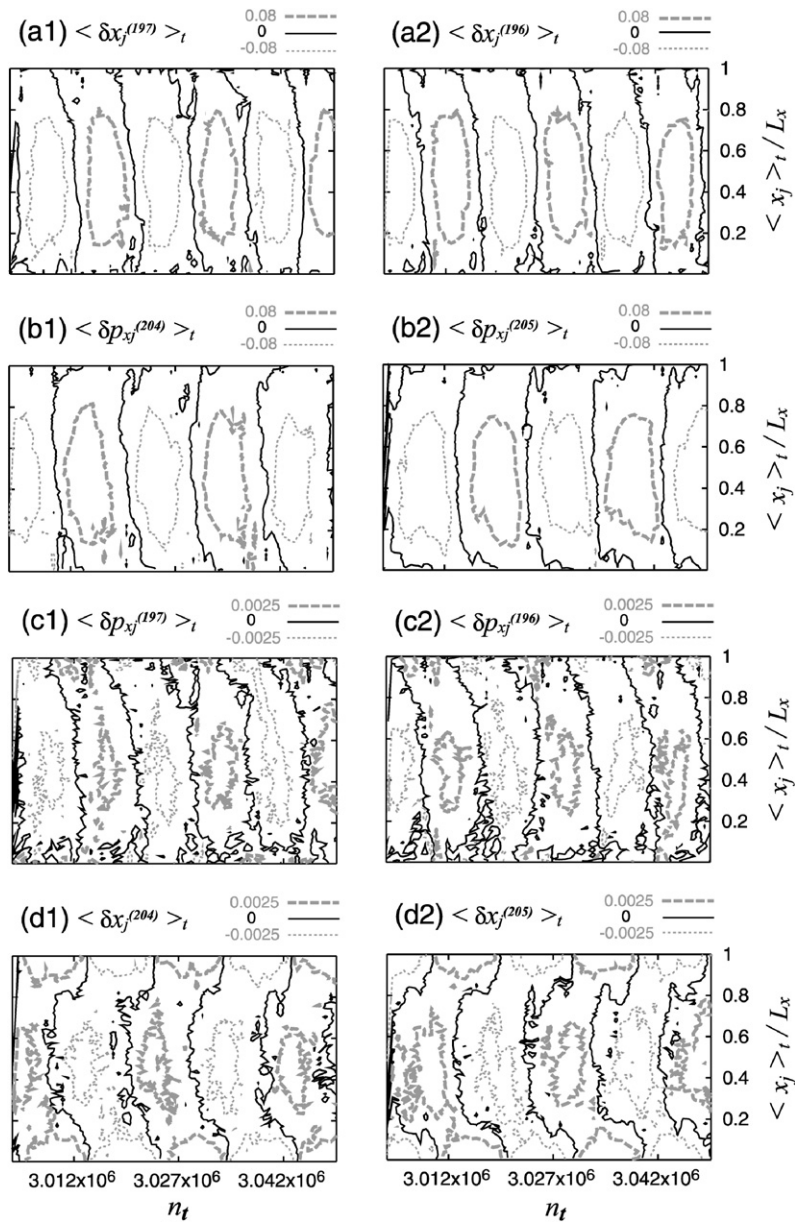 (a1) < δx_j^(197) >_t
0.08
0
-0.08
(a2) < δx_j^(196) >_t
0.08
0
-0.08
1
0.8
0.6
0.4
0.2
< x_j >_t / L_x
(b1) < δp_xj^(204) >_t
0.08
0
-0.08
(b2) < δp_xj^(205) >_t
0.08
0
-0.08
1
0.8
0.6
0.4
0.2
< x_j >_t / L_x
(c1) < δp_xj^(197) >_t
0.0025
0
-0.0025
(c2) < δp_xj^(196) >_t
0.0025
0
-0.0025
1
0.8
0.6
0.4
0.2
< x_j >_t / L_x
(d1) < δx_j^(204) >_t
0.0025
0
-0.0025
(d2) < δx_j^(205) >_t
0.0025
0
-0.0025
1
0.8
0.6
0.4
0.2
< x_j >_t / L_x
3.012x10^6 3.027x10^6 3.042x10^6
n_t
3.012x10^6 3.027x10^6 3.042x10^6
n_t